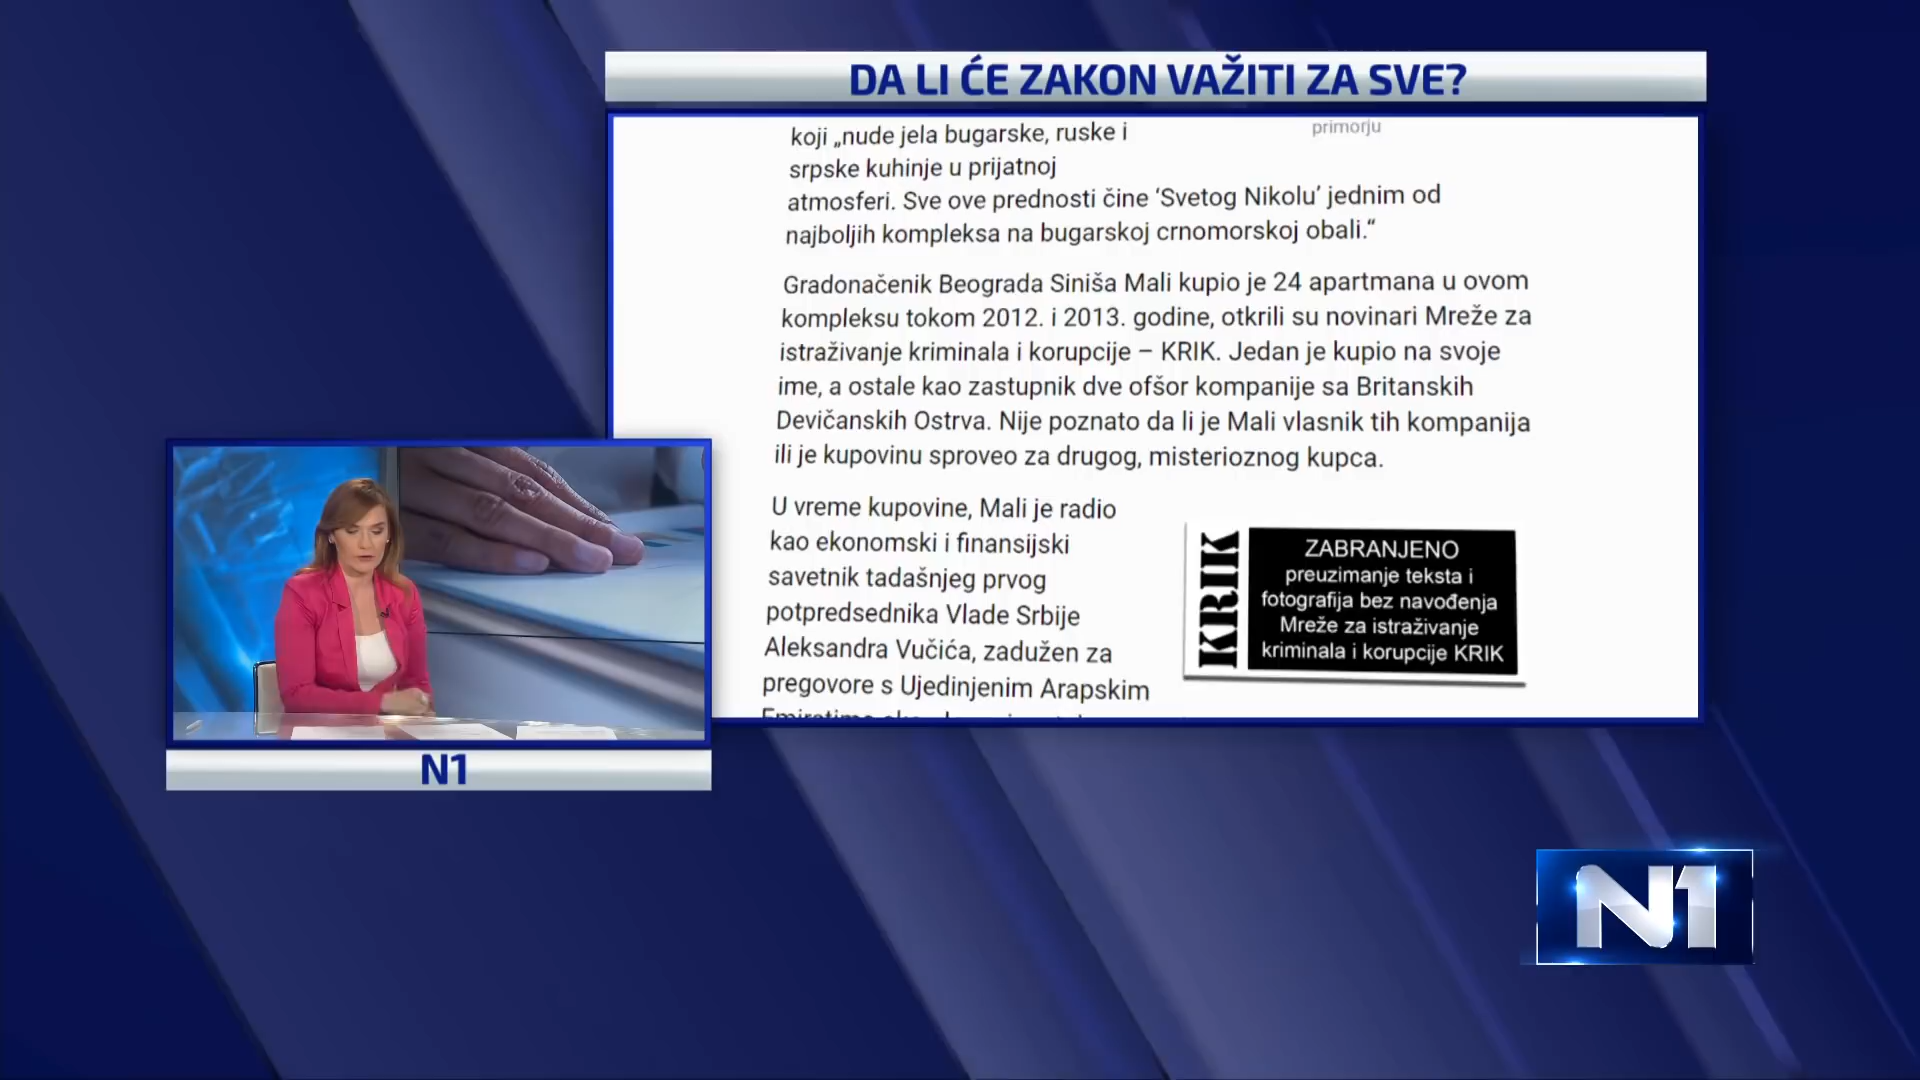 DA LI ĆE ZAKON VAŽITI ZA SVE?
koji „nude jela bugarske, ruske i
srpske kuhinje u prijatnoj
atmosferi. Sve ove prednosti čine ‘Svetog Nikolu’ jednim od
najboljih kompleksa na bugarskoj crnomorskoj obali.“
primorju
Gradonačenik Beograda Siniša Mali kupio je 24 apartmana u ovom
kompleksu tokom 2012. i 2013. godine, otkrili su novinari Mreže za
istraživanje kriminala i korupcije – KRIK. Jedan je kupio na svoje
ime, a ostale kao zastupnik dve ofšor kompanije sa Britanskih
Devičanskih Ostrva. Nije poznato da li je Mali vlasnik tih kompanija
ili je kupovinu sproveo za drugog, misterioznog kupca.
U vreme kupovine, Mali je radio
kao ekonomski i finansijski
savetnik tadašnjeg prvog
potpredsednika Vlade Srbije
Aleksandra Vučića, zadužen za
pregovore s Ujedinjenim Arapskim
KRIK
ZABRANJENO
preuzimanje teksta i
fotografija bez navođenja
Mreže za istraživanje
kriminala i korupcije KRIK
N1
N1